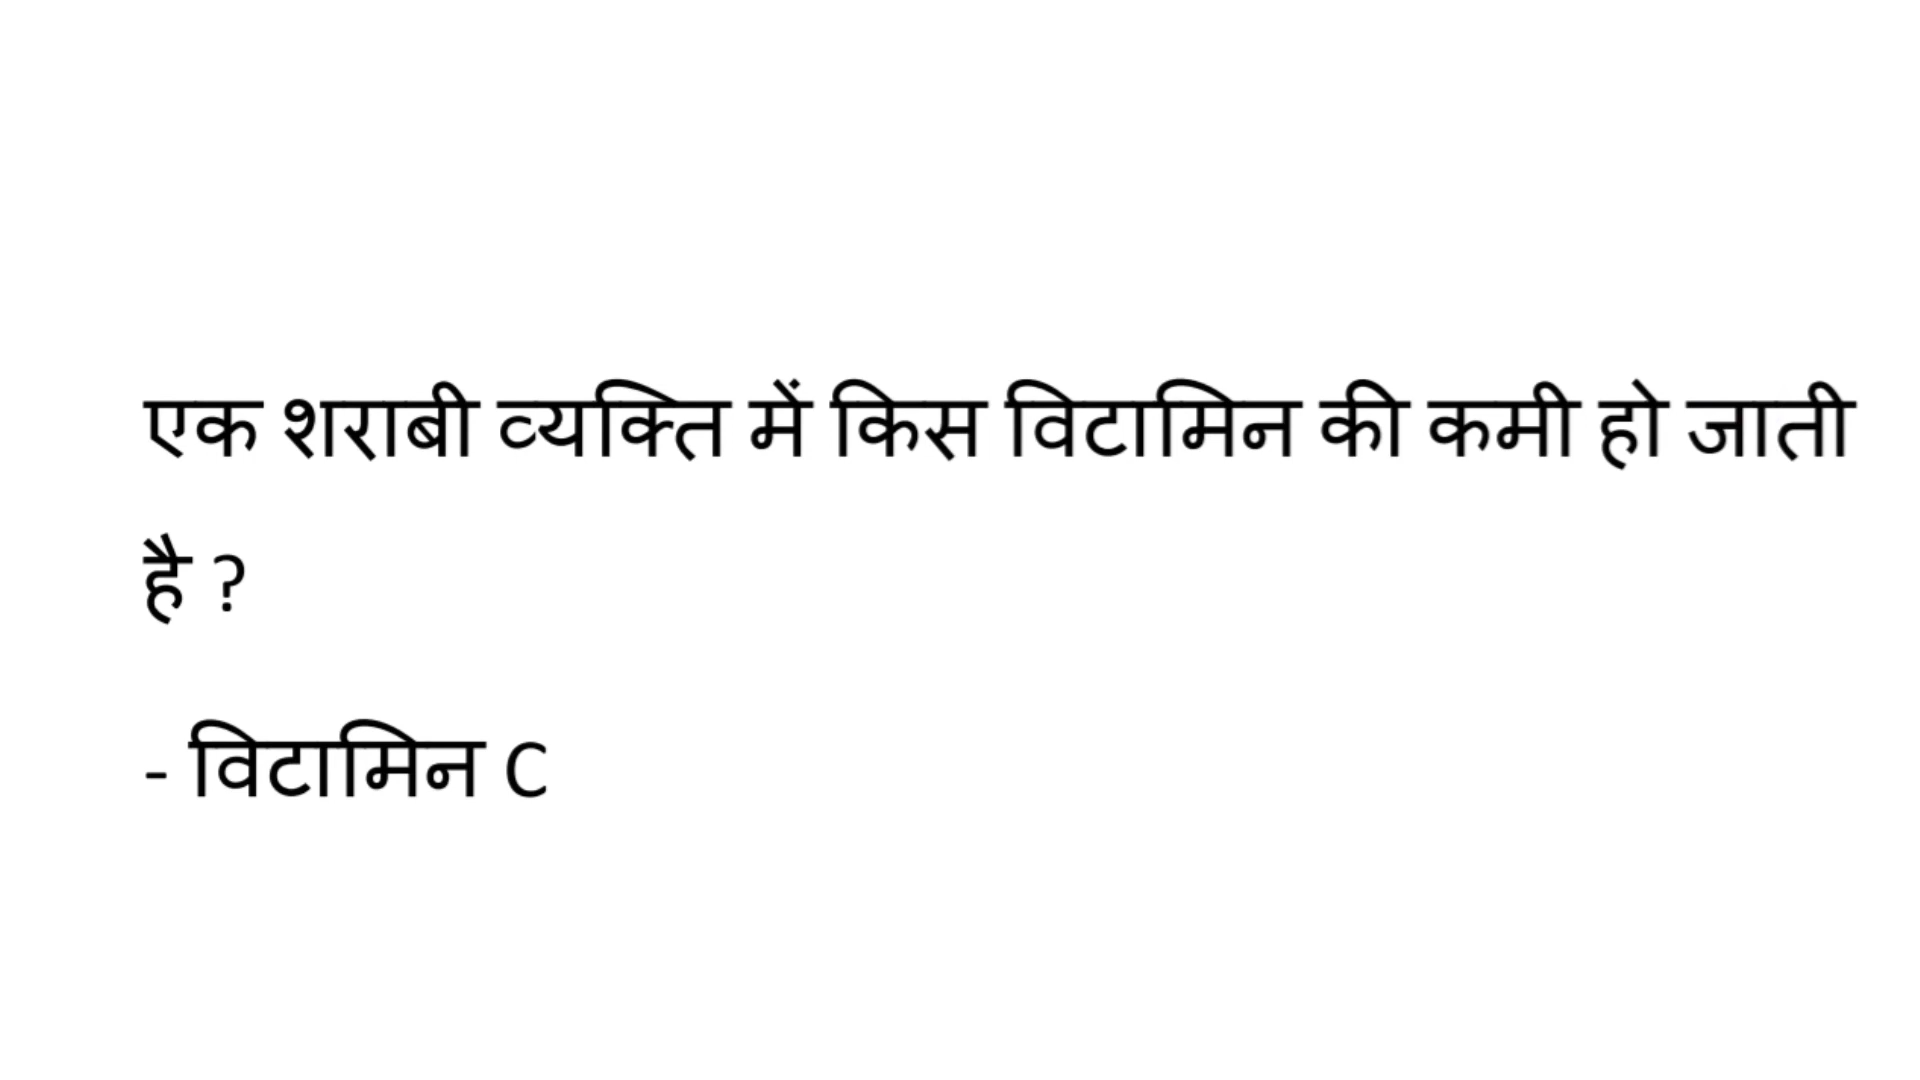 एक शराबी व्यक्ति में किस विटामिन की कमी हो जाती
है ?
- विटामिन C